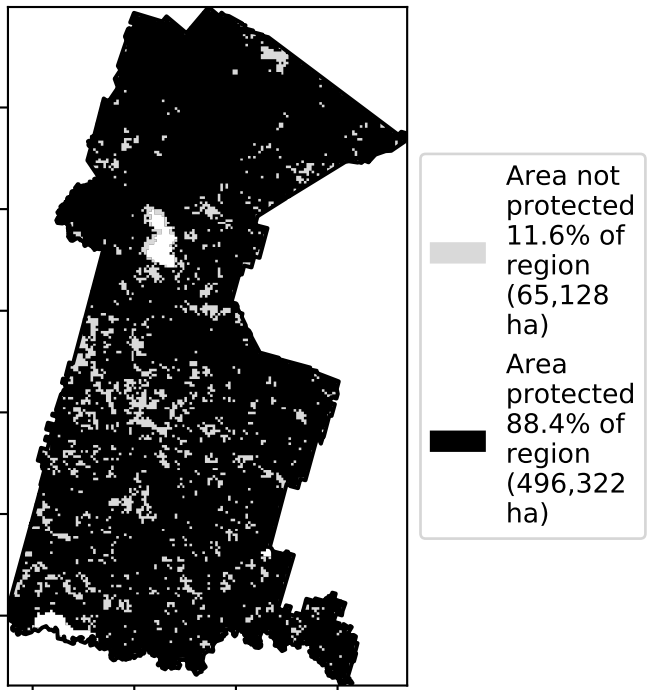 Area not
protected
11.6% of
region
(65,128
ha)
Area
protected
88.4% of
region
(496,322
ha)